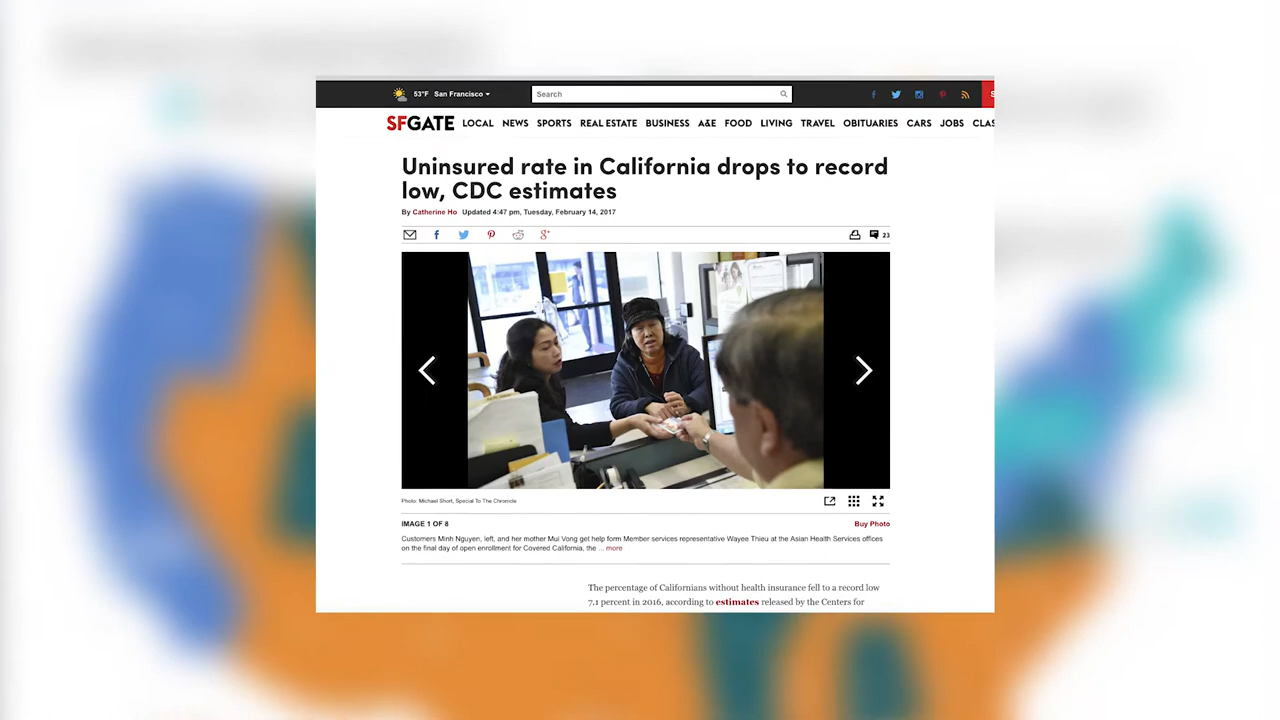 53°F San Francisco
Search
S
SFGATE LOCAL NEWS SPORTS REAL ESTATE BUSINESS A&E FOOD LIVING TRAVEL OBITUARIES CARS JOBS CLAS
Uninsured rate in California drops to record
low, CDC estimates
By Catherine Ho Updated 4:47 pm, Tuesday, February 14, 2017
23
Photo: Michael Short, Special To The Chronicle
IMAGE 1 OF 8
Buy Photo
Customers Minh Nguyen, left, and her mother Mui Vong get help form Member services representative Wayee Thieu at the Asian Health Services offices
on the final day of open enrollment for Covered California, the ... more
The percentage of Californians without health insurance fell to a record low
7.1 percent in 2016, according to estimates released by the Centers for